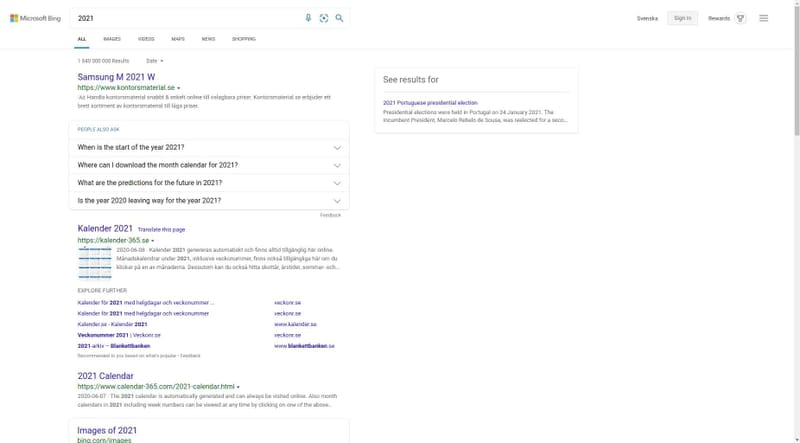 Microsoft Bing
2021
Svenska
Sign in
Rewards
ALL
IMAGES
VIDEOS
MAPS
NEWS
SHOPPING
1 840 000 000 Results
Date
Samsung M 2021 W
https://www.kontorsmaterial.se
Ad Handla kontorsmaterial snabbt & enkelt online till oslagbara priser. Kontorsmaterial.se erbjuder ett
brett sortiment av kontorsmaterial till låga priser.
PEOPLE ALSO ASK
When is the start of the year 2021?
Where can I download the month calendar for 2021?
What are the predictions for the future in 2021?
Is the year 2020 leaving way for the year 2021?
Feedback
Kalender 2021 Translate this page
https://kalender-365.se
2020-06-08 · Kalender 2021 genereras automatiskt och finns alltid tillgänglig här online.
Månadskalendrar under 2021, inklusive veckonummer, finns också tillgängliga här om du
klickar på en av månaderna. Dessutom kan du också hitta skottår, årstider, sommar- och...
EXPLORE FURTHER
Kalender för 2021 med helgdagar och veckonummer ... veckonr.se
Kalender för 2021 med helgdagar och veckonummer veckonr.se
Kalender.se - Kalender 2021 www.kalender.se
Veckonummer 2021 | Veckonr.se veckonr.se
2021-arkiv – Blankettbanken www.blankettbanken.se
Recommended to you based on what's popular • Feedback
2021 Calendar
https://www.calendar-365.com/2021-calendar.html
2020-06-07 · The 2021 calendar is automatically generated and can always be visited online. Also month
calendars in 2021 including week numbers can be viewed at any time by clicking on one of the above...
Images of 2021
bing.com/images
See results for
2021 Portuguese presidential election
Presidential elections were held in Portugal on 24 January 2021. The
incumbent President, Marcelo Rebelo de Sousa, was reelected for a seco...